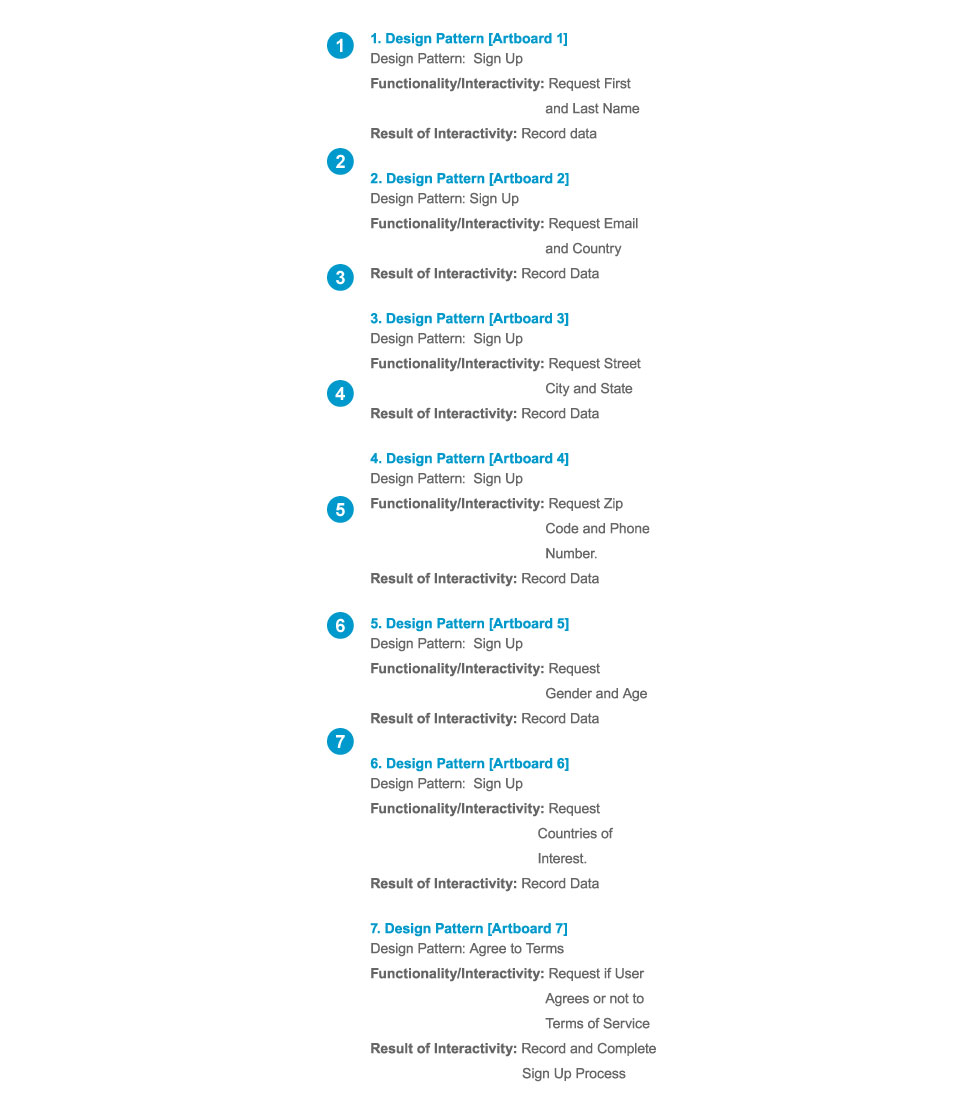 1
1. Design Pattern [Artboard 1]
Design Pattern:  Sign Up
Functionality/Interactivity: Request First
and Last Name
Result of Interactivity: Record data
2
2. Design Pattern [Artboard 2]
Design Pattern: Sign Up
Functionality/Interactivity: Request Email
and Country
3
Result of Interactivity: Record Data
3. Design Pattern [Artboard 3]
Design Pattern:  Sign Up
Functionality/Interactivity: Request Street
City and State
4
Result of Interactivity: Record Data
4. Design Pattern [Artboard 4]
Design Pattern:  Sign Up
Functionality/Interactivity: Request Zip
5
Code and Phone
Number.
Result of Interactivity: Record Data
6
5. Design Pattern [Artboard 5]
Design Pattern:  Sign Up
Functionality/Interactivity: Request
Gender and Age
Result of Interactivity: Record Data
7
6. Design Pattern [Artboard 6]
Design Pattern:  Sign Up
Functionality/Interactivity: Request
Countries of
Interest.
Result of Interactivity: Record Data
7. Design Pattern [Artboard 7]
Design Pattern: Agree to Terms
Functionality/Interactivity: Request if User
Agrees or not to
Terms of Service
Result of Interactivity: Record and Complete
Sign Up Process